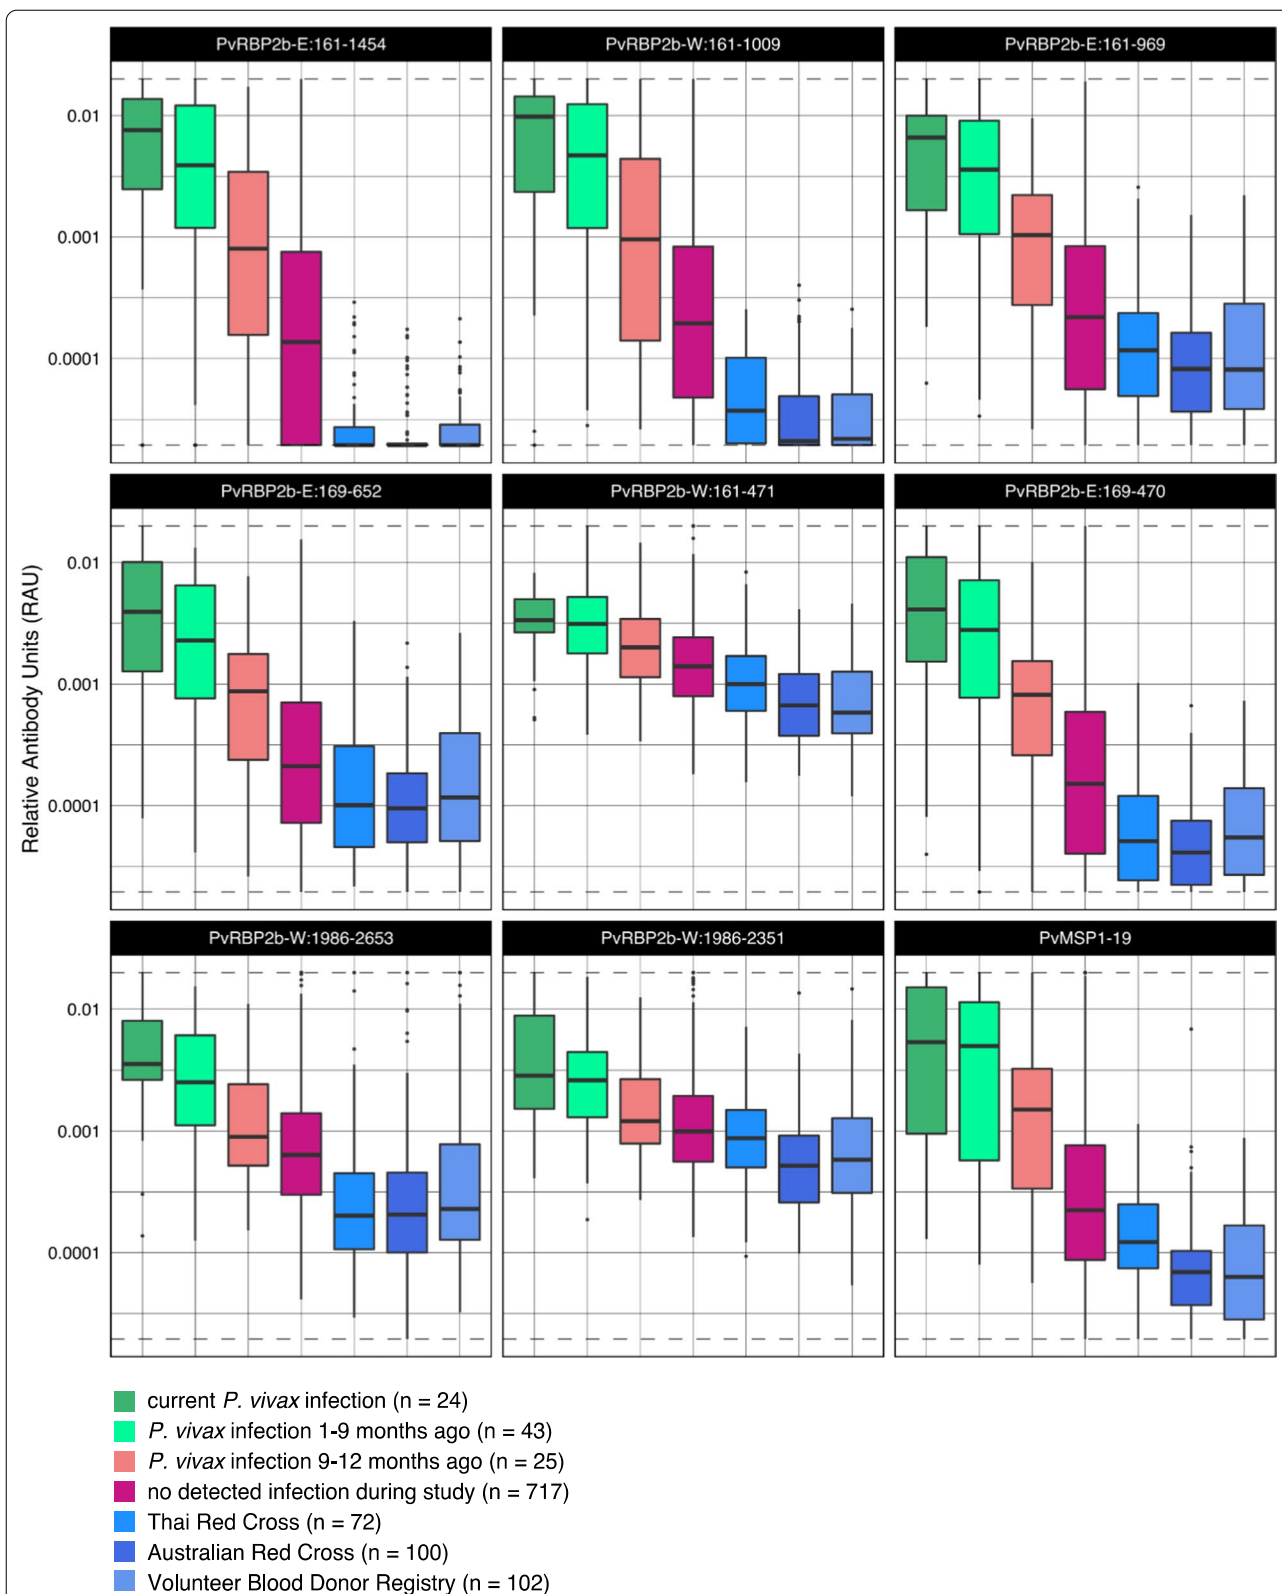 PvRBP2b-E:161-1454 PvRBP2b-W:161-1009 PvRBP2b-E:161-969
0.01
0.001
0.0001
PvRBP2b-E:169-652 PvRBP2b-W:161-471 PvRBP2b-E:169-470
Relative Antibody Units (RAU)
0.01
0.001
0.0001
PvRBP2b-W:1986-2653 PvRBP2b-W:1986-2351 PvMSP1-19
0.01
0.001
0.0001
current P. vivax infection (n = 24)
P. vivax infection 1-9 months ago (n = 43)
P. vivax infection 9-12 months ago (n = 25)
no detected infection during study (n = 717)
Thai Red Cross (n = 72)
Australian Red Cross (n = 100)
Volunteer Blood Donor Registry (n = 102)